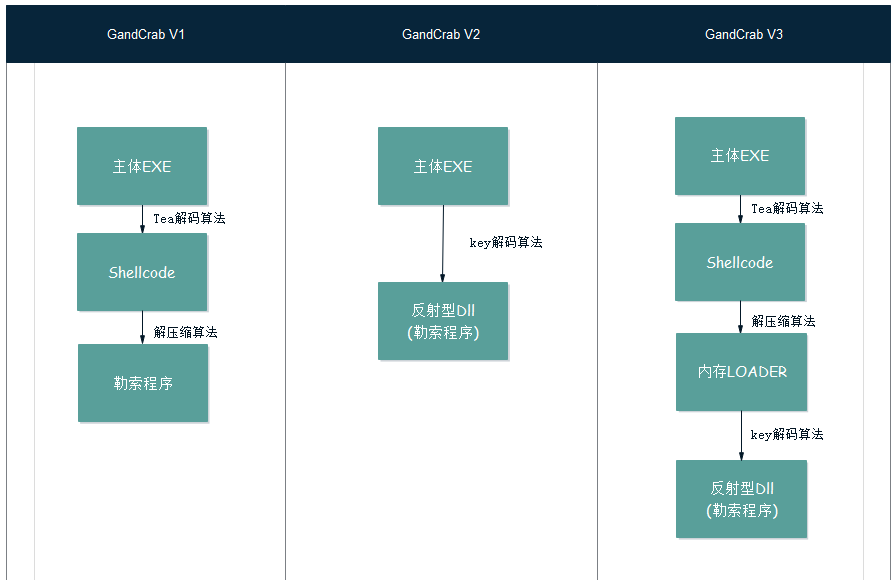 GandCrab V1
GandCrab V2
GandCrab V3
主体EXE
Tea解码算法
Shellcode
解压缩算法
勒索程序
主体EXE
key解码算法
反射型Dll
(勒索程序)
主体EXE
Tea解码算法
Shellcode
解压缩算法
内存LOADER
key解码算法
反射型Dll
(勒索程序)